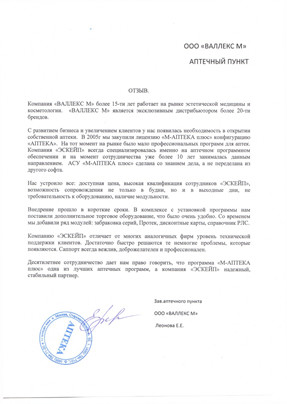 ООО «ВАЛЛЕКС М»
АПТЕЧНЫЙ ПУНКТ
ОТЗЫВ.
Компания «ВАЛЛЕКС М» более 15-ти лет работает на рынке эстетической медицины и
косметологии. «ВАЛЛЕКС М» является эксклюзивным дистрибьютором более 20-ти
брендов.
С развитием бизнеса и увеличением клиентов у нас появилась необходимость в открытии
собственной аптеки. В 2005г мы закупили лицензию «М-АПТЕКА плюс» конфигурацию
«АПТЕКА». На тот момент на рынке было мало профессиональных программ для аптек.
Компания «ЭСКЕЙП» всегда специализировалась именно на аптечном программном
обеспечении и на момент сотрудничества уже более 10 лет занималась данным
направлением. АСУ «М-АПТЕКА плюс» сделана со знанием дела, а не переделана из
другого софта.
Нас устроило все: доступная цена, высокая квалификация сотрудников «ЭСКЕЙП»,
возможность сопровождения не только в будни, но и в выходные дни, не
требовательность к оборудованию, наличие модульности.
Внедрение прошло в короткие сроки. В комплексе с установкой программы нам
поставили дополнительно торговое оборудование, что было очень удобно. Со временем
мы добавили ряд модулей: забраковка серий, Протек, дисконтные карты, справочник РЛС.
Компанию «ЭСКЕЙП» отличает от многих аналогичных фирм уровень технической
поддержки клиентов. Достаточно быстро решаются те немногие проблемы, которые
появляются. Саппорт всегда вежлив, доброжелателен и профессионален.
Десятилетние сотрудничество дает нам право говорить, что программа «М-АПТЕКА
плюс» одна из лучших аптечных программ, а компания «ЭСКЕЙП» надежный,
стабильный партнер.
Зав.аптечного пункта
ООО «ВАЛЛЕКС М»
Леонова Е.Е.
АПТЕКА